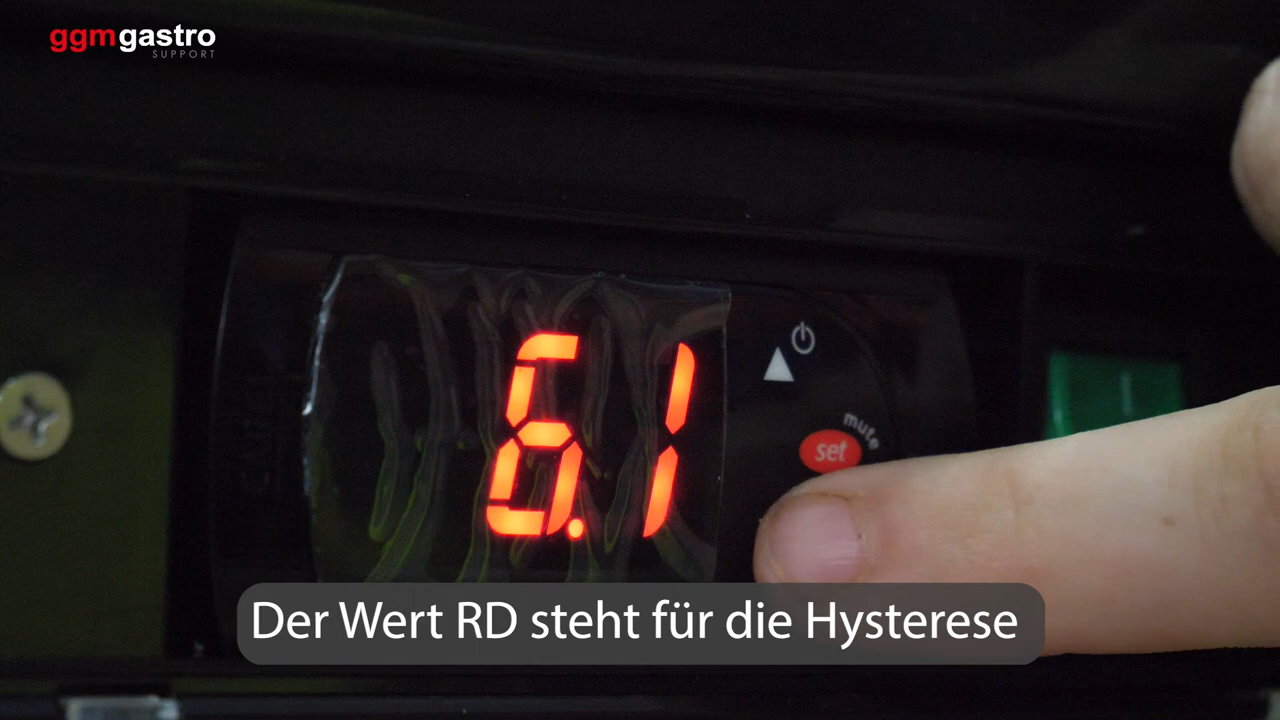 ggmgastro
SUPPORT
6.1
mute
set
Der Wert RD steht für die Hysterese